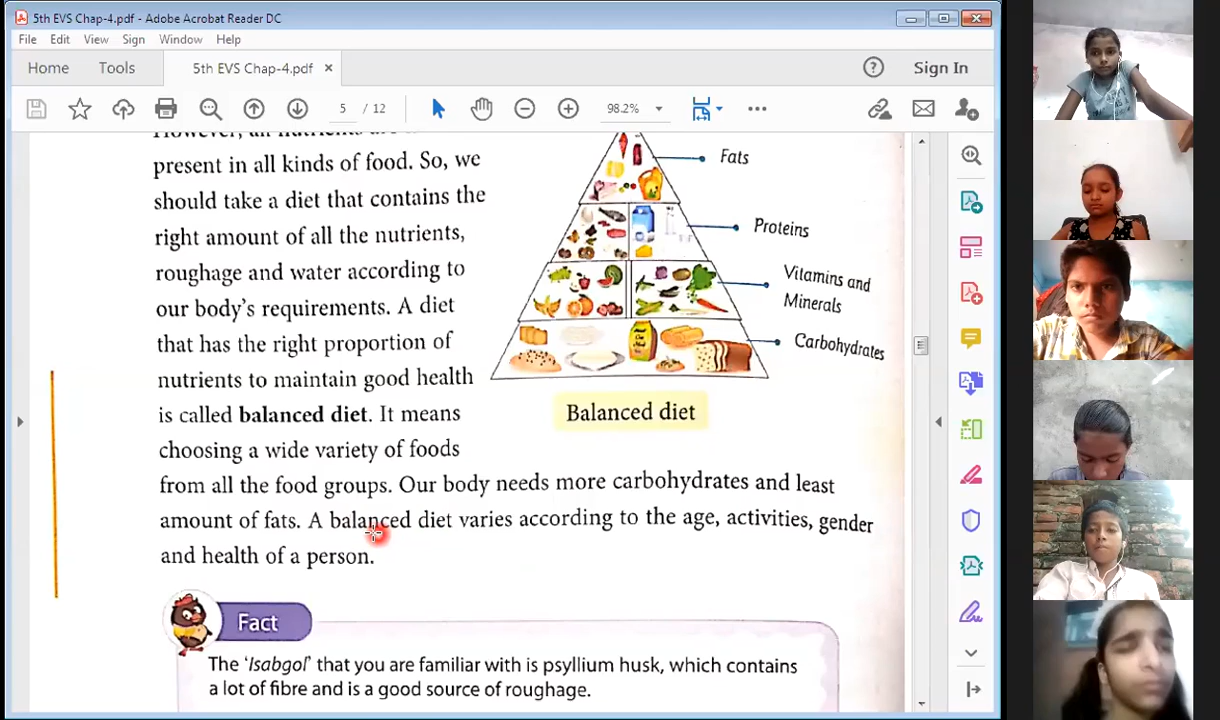 5th EVS Chap-4.pdf - Adobe Acrobat Reader DC
File Edit View Sign Window Help
Home Tools 5th EVS Chap-4.pdf × Sign In
5 / 12 98.2%
present in all kinds of food. So, we
should take a diet that contains the
right amount of all the nutrients,
roughage and water according to
our body's requirements. A diet
that has the right proportion of
nutrients to maintain good health
is called balanced diet. It means
choosing a wide variety of foods
from all the food groups. Our body needs more carbohydrates and least
amount of fats. A balanced diet varies according to the age, activities, gender
and health of a person.
Fats
Proteins
Vitamins and
Minerals
Carbohydrates
Balanced diet
Fact
The 'Isabgol' that you are familiar with is psyllium husk, which contains
a lot of fibre and is a good source of roughage.